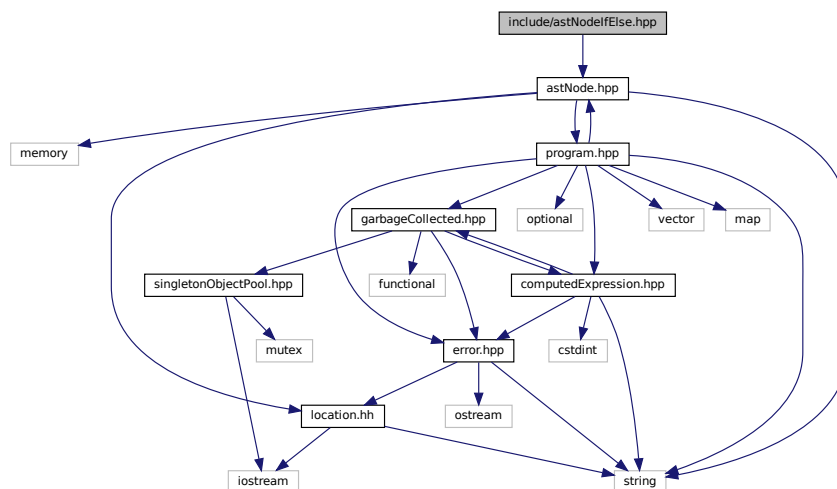 include/astNodeIfElse.hpp
astNode.hpp
memory
program.hpp
garbageCollected.hpp
optional
vector
map
singletonObjectPool.hpp
functional
computedExpression.hpp
mutex
error.hpp
cstdint
location.hh
ostream
iostream
string